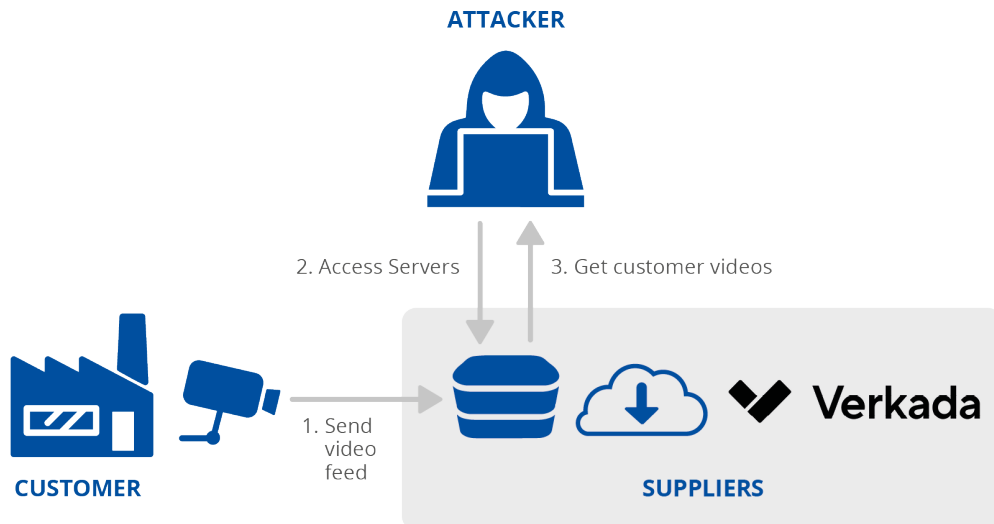 ATTACKER
2. Access Servers
3. Get customer videos
1. Send
video
feed
Verkada
CUSTOMER
SUPPLIERS